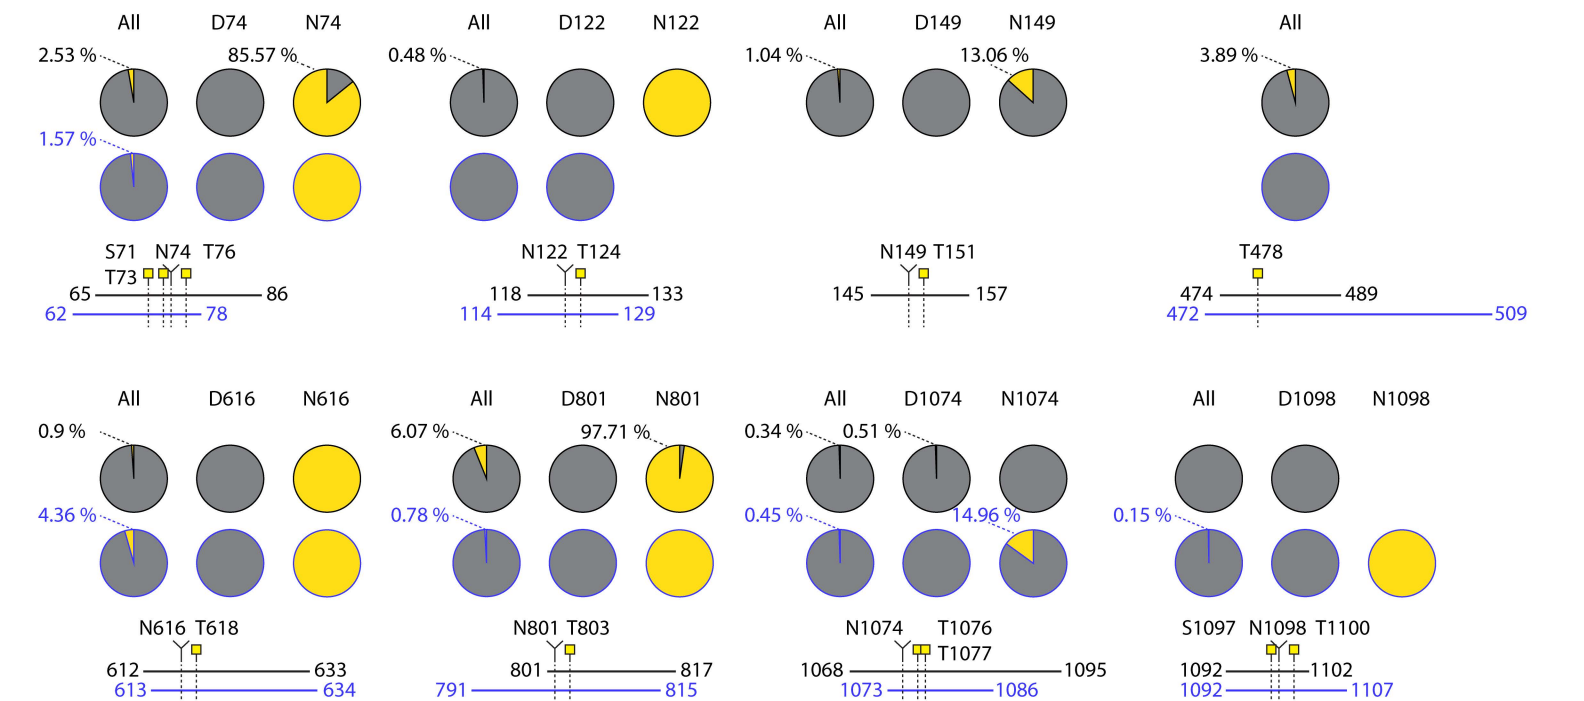 All D74 N74 All D122 N122 All D149 N149 All
2.53 % 85.57 % 0.48 % 1.04 % 13.06 % 3.89 %
1.57 %
S71 N74 T76 N122 T124 N149 T151 T478
T73
65 86 118 133 145 157 474 489
62 78 114 129 472 509
All D616 N616 All D801 N801 All D1074 N1074 All D1098 N1098
0.9 % 6.07 % 97.71 % 0.34 % 0.51 %
4.36 % 0.78 % 0.45 % 14.96 % 0.15 %
N616 T618 N801 T803 N1074 T1076 S1097 N1098 T1100
T1077
612 633 801 817 1068 1095 1092 1102
613 634 791 815 1073 1086 1092 1107